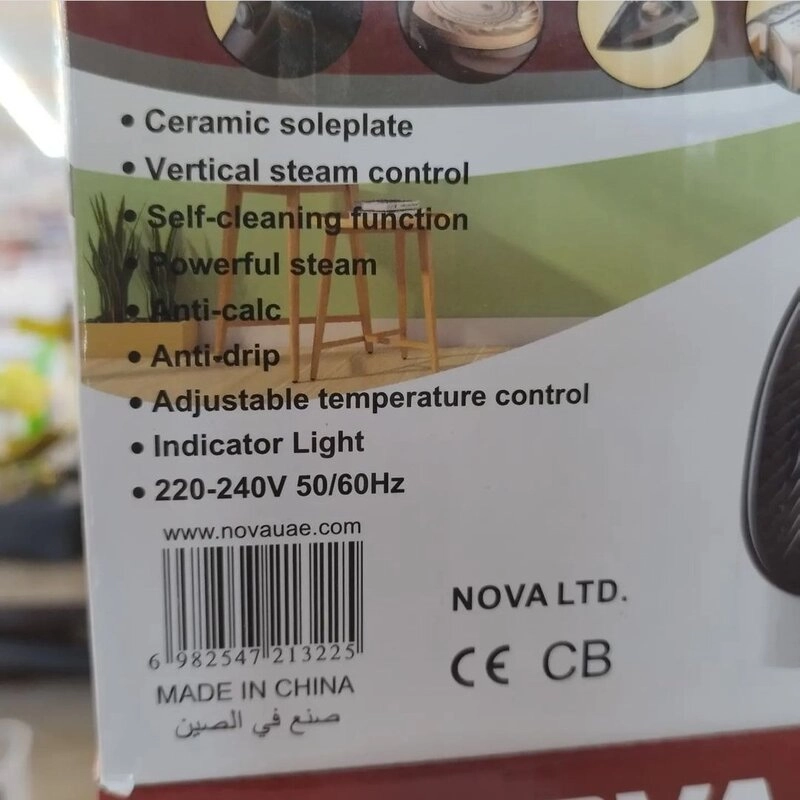 • Ceramic soleplate
• Vertical steam control
• Self-cleaning function
• Powerful steam
• Anti-calc
• Anti-drip
• Adjustable temperature control
• Indicator Light
• 220-240V 50/60Hz
www.novauae.com
6 982547 213225
MADE IN CHINA
صنع في الصين
NOVA LTD.
CE CB